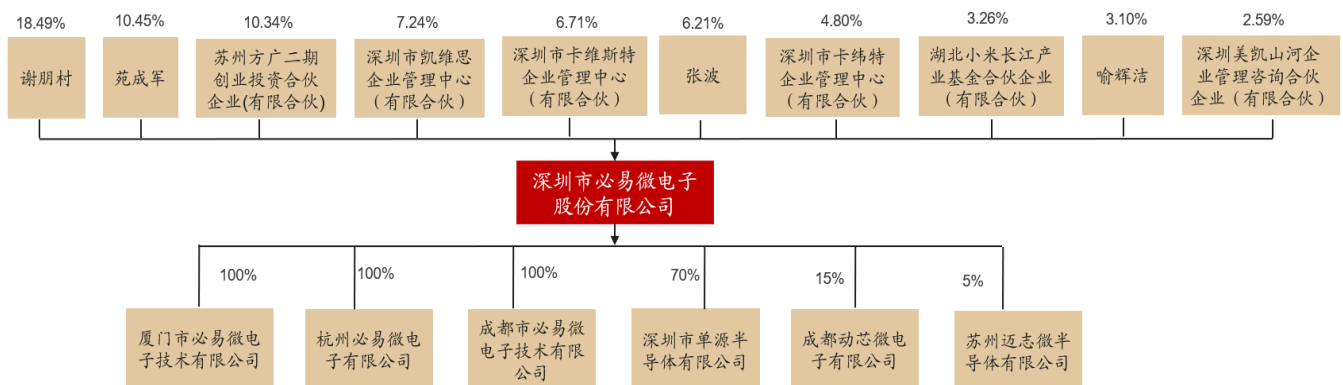 18.49%
10.45%
10.34%
7.24%
6.71%
6.21%
4.80%
3.26%
3.10%
2.59%
谢朋村
苑成军
苏州方广二期
创业投资合伙
企业(有限合伙)
深圳市凯维思
企业管理中心
（有限合伙）
深圳市卡维斯特
企业管理中心
（有限合伙）
张波
深圳市卡纬特
企业管理中心
（有限合伙）
湖北小米长江产
业基金合伙企业
（有限合伙）
喻辉洁
深圳美凯山河企
业管理咨询合伙
企业（有限合伙）
深圳市必易微电子
股份有限公司
100%
100%
100%
70%
15%
5%
厦门市必易微电
子技术有限公司
杭州必易微电
子有限公司
成都市必易微
电子技术有限
公司
深圳市单源半
导体有限公司
成都动芯微电
子有限公司
苏州迈志微半
导体有限公司